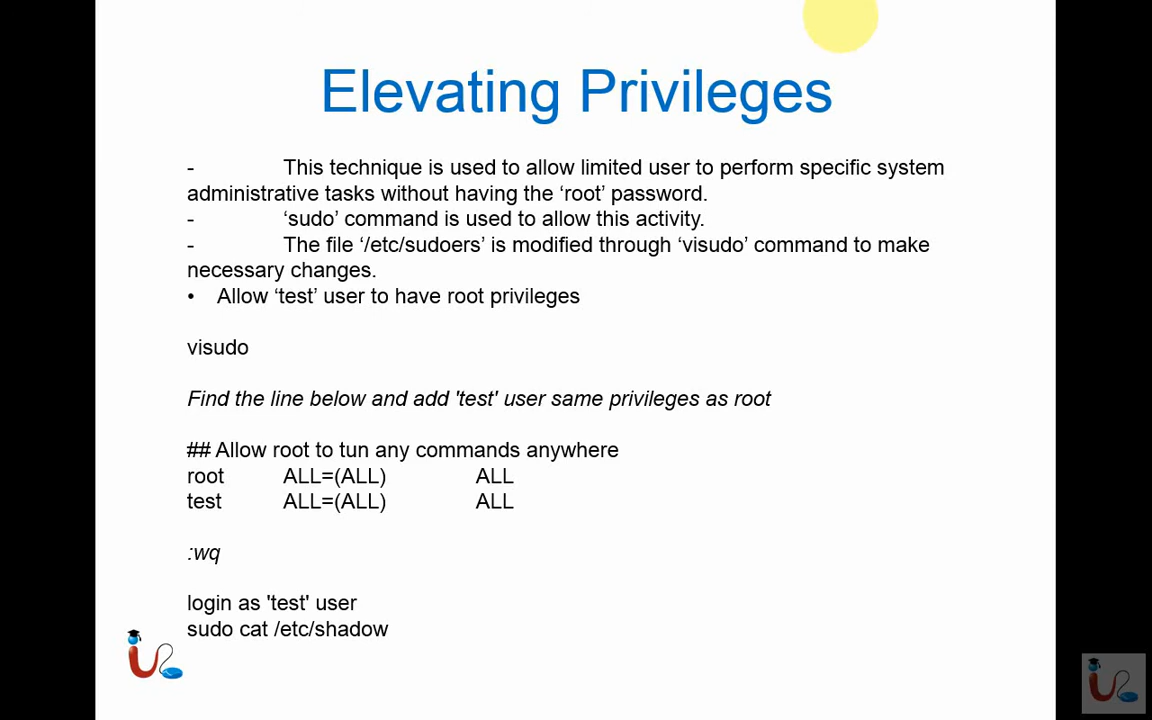 Elevating Privileges
- This technique is used to allow limited user to perform specific system
administrative tasks without having the ‘root’ password.
- ‘sudo’ command is used to allow this activity.
- The file ‘/etc/sudoers’ is modified through ‘visudo’ command to make
necessary changes.
• Allow ‘test’ user to have root privileges
visudo
Find the line below and add 'test' user same privileges as root
## Allow root to tun any commands anywhere
root ALL=(ALL) ALL
test ALL=(ALL) ALL
:wq
login as 'test' user
sudo cat /etc/shadow